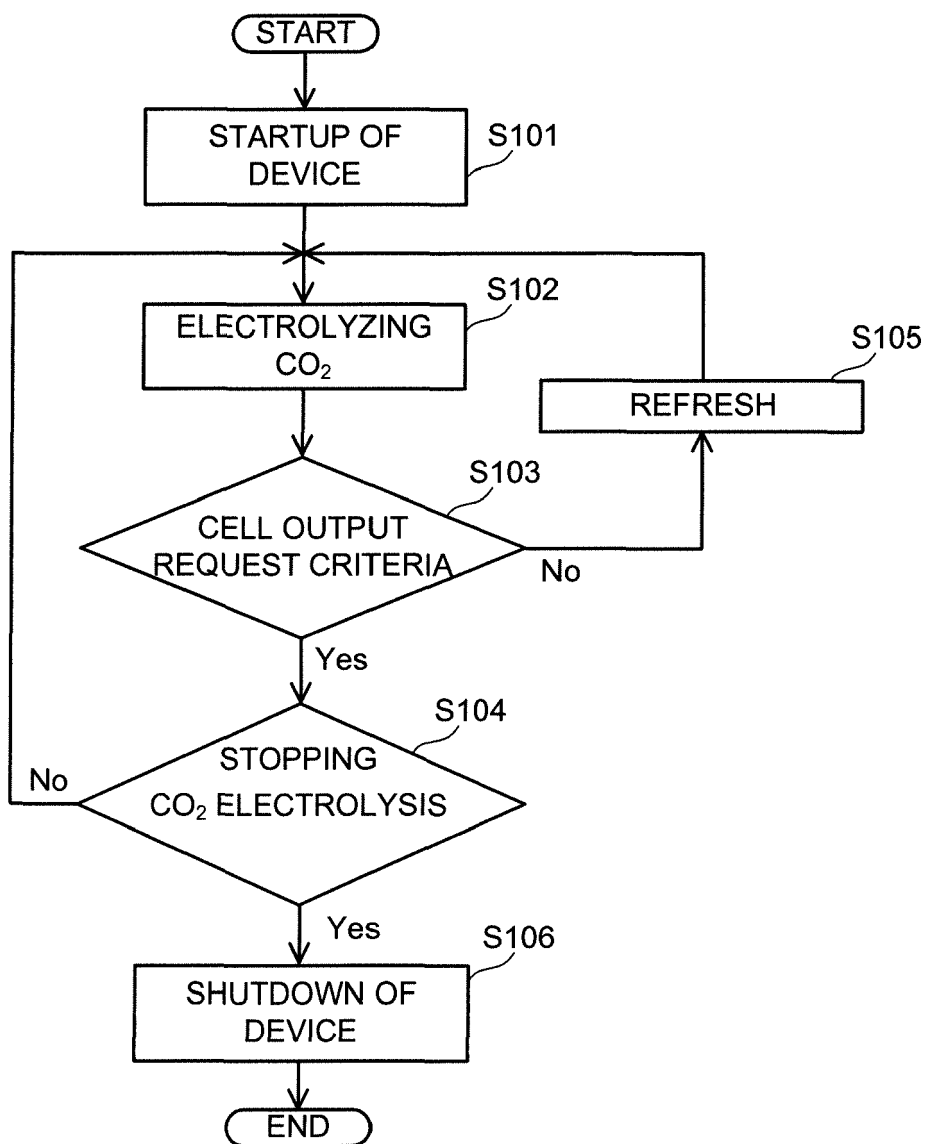 START
STARTUP OF
DEVICE
S101
ELECTROLYZING
CO₂
S102
REFRESH
S105
CELL OUTPUT
REQUEST CRITERIA
S103
No
Yes
STOPPING
CO₂ ELECTROLYSIS
S104
No
Yes
SHUTDOWN OF
DEVICE
S106
END